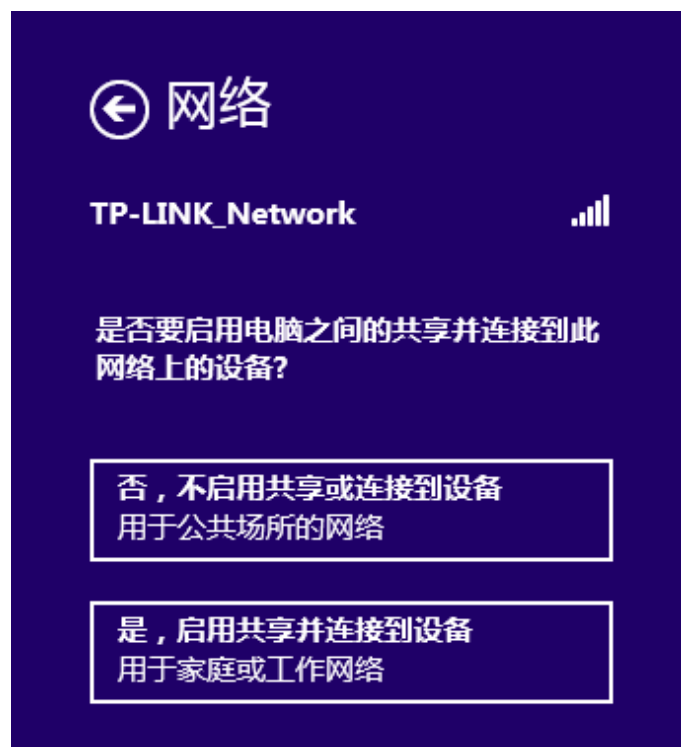 网络
TP-LINK_Network
是否要启用电脑之间的共享并连接到此
网络上的设备?
否，不启用共享或连接到设备
用于公共场所的网络
是，启用共享并连接到设备
用于家庭或工作网络